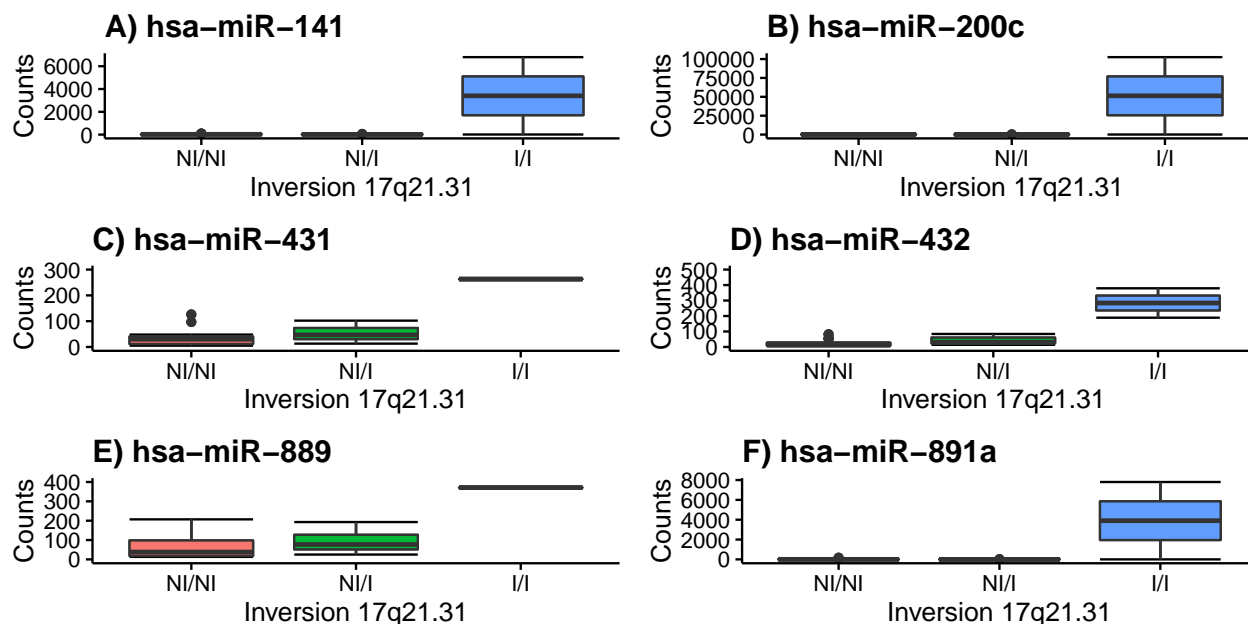 A) hsa−miR−141
Counts
6000
4000
2000
0
NI/NI NI/I I/I
Inversion 17q21.31
B) hsa−miR−200c
Counts
100000
75000
50000
25000
0
NI/NI NI/I I/I
Inversion 17q21.31
C) hsa−miR−431
Counts
300
200
100
0
NI/NI NI/I I/I
Inversion 17q21.31
D) hsa−miR−432
Counts
500
400
300
200
100
0
NI/NI NI/I I/I
Inversion 17q21.31
E) hsa−miR−889
Counts
400
300
200
100
0
NI/NI NI/I I/I
Inversion 17q21.31
F) hsa−miR−891a
Counts
8000
6000
4000
2000
0
NI/NI NI/I I/I
Inversion 17q21.31